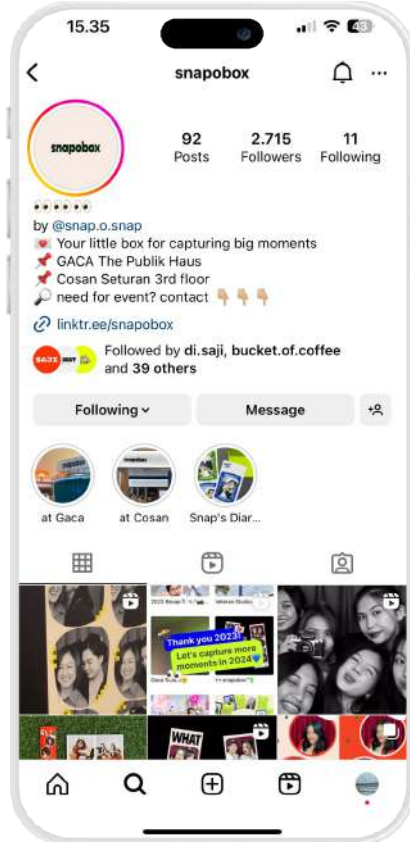 15.35
43
snapobox
snapobox
92
Posts
2.715
Followers
11
Following
by @snap.o.snap
💌 Your little box for capturing big moments
📌 GACA The Publik Haus
📌 Cosan Seturan 3rd floor
🔎 need for event? contact 👇🏼👇🏼👇🏼
linktr.ee/snapobox
Followed by di.saji, bucket.of.coffee
and 39 others
Following
Message
at Gaca
at Cosan
Snap's Diar...
Thank you 2023!
Let's capture more
moments in 2024💙
WHAT